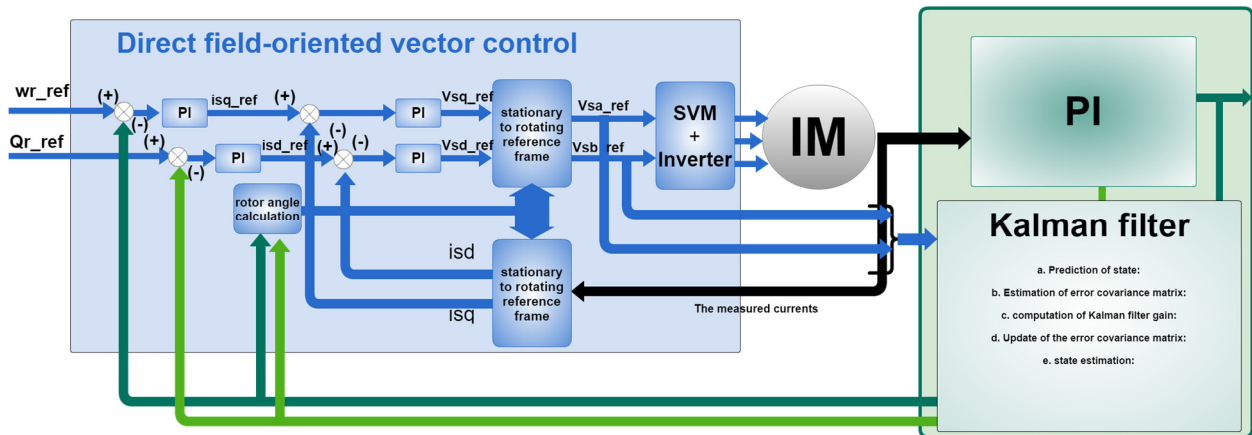 Direct field-oriented vector control
wr_ref
(+)
(-)
PI
isq_ref
(+)
(-)
PI
Vsq_ref
Qr_ref
(+)
(-)
PI
isd_ref
(+)
(-)
PI
Vsd_ref
stationary
to rotating
reference
frame
Vsa_ref
Vsb_ref
SVM
+
Inverter
IM
PI
rotor angle
calculation
isd
isq
stationary
to rotating
reference
frame
The measured currents
Kalman filter
a. Prediction of state:
b. Estimation of error covariance matrix:
c. computation of Kalman filter gain:
d. Update of the error covariance matrix:
e. state estimation: